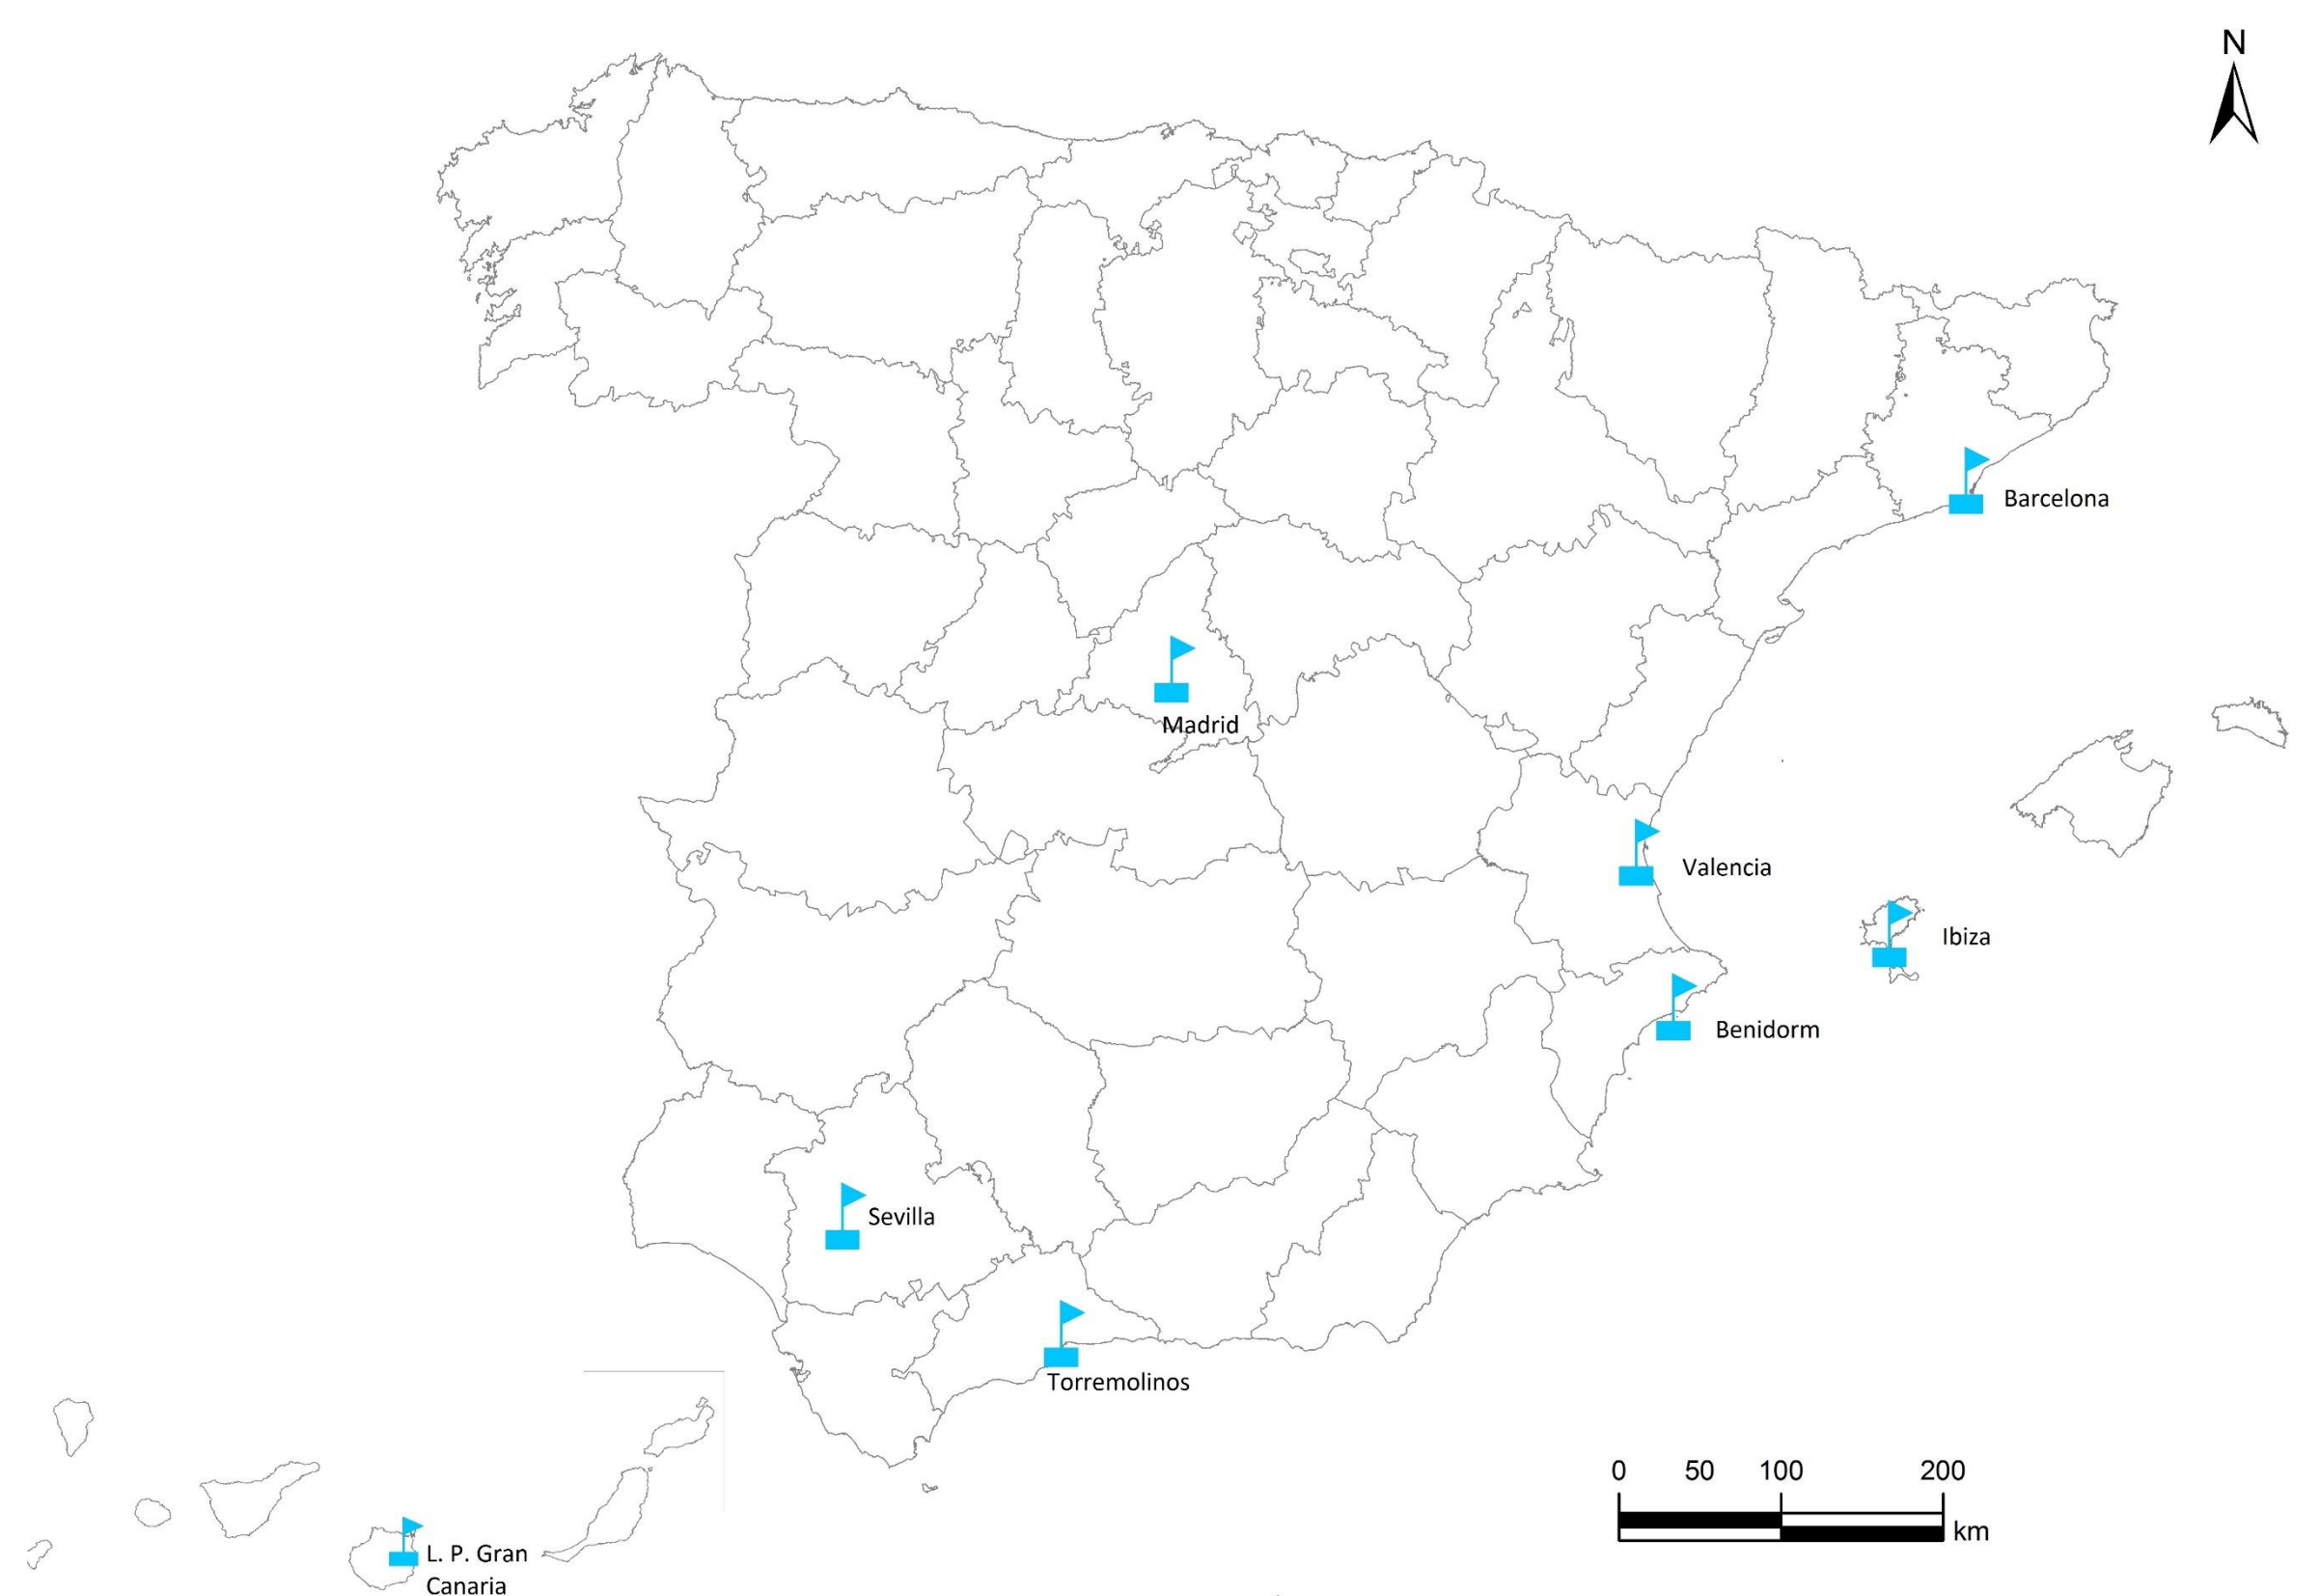 N
Barcelona
Madrid
Valencia
Ibiza
Benidorm
Sevilla
Torremolinos
0 50 100 200
km
L. P. Gran
Canaria